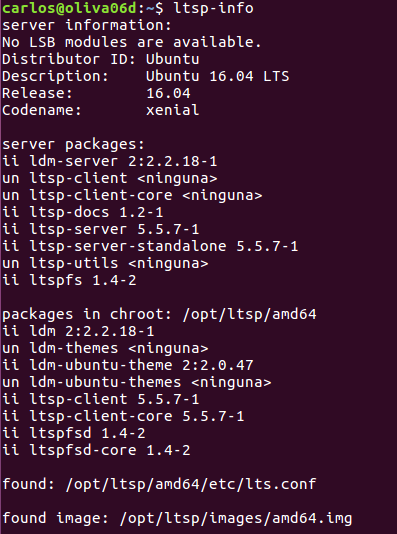 carlos@oliva06d:~$ ltsp-info
server information:
No LSB modules are available.
Distributor ID: Ubuntu
Description:    Ubuntu 16.04 LTS
Release:        16.04
Codename:       xenial

server packages:
ii ldm-server 2:2.2.18-1
un ltsp-client <ninguna>
un ltsp-client-core <ninguna>
ii ltsp-docs 1.2-1
ii ltsp-server 5.5.7-1
ii ltsp-server-standalone 5.5.7-1
un ltsp-utils <ninguna>
ii ltspfs 1.4-2

packages in chroot: /opt/ltsp/amd64
ii ldm 2:2.2.18-1
un ldm-themes <ninguna>
ii ldm-ubuntu-theme 2:2.0.47
un ldm-ubuntu-themes <ninguna>
ii ltsp-client 5.5.7-1
ii ltsp-client-core 5.5.7-1
ii ltspfsd 1.4-2
ii ltspfsd-core 1.4-2

found: /opt/ltsp/amd64/etc/lts.conf

found image: /opt/ltsp/images/amd64.img